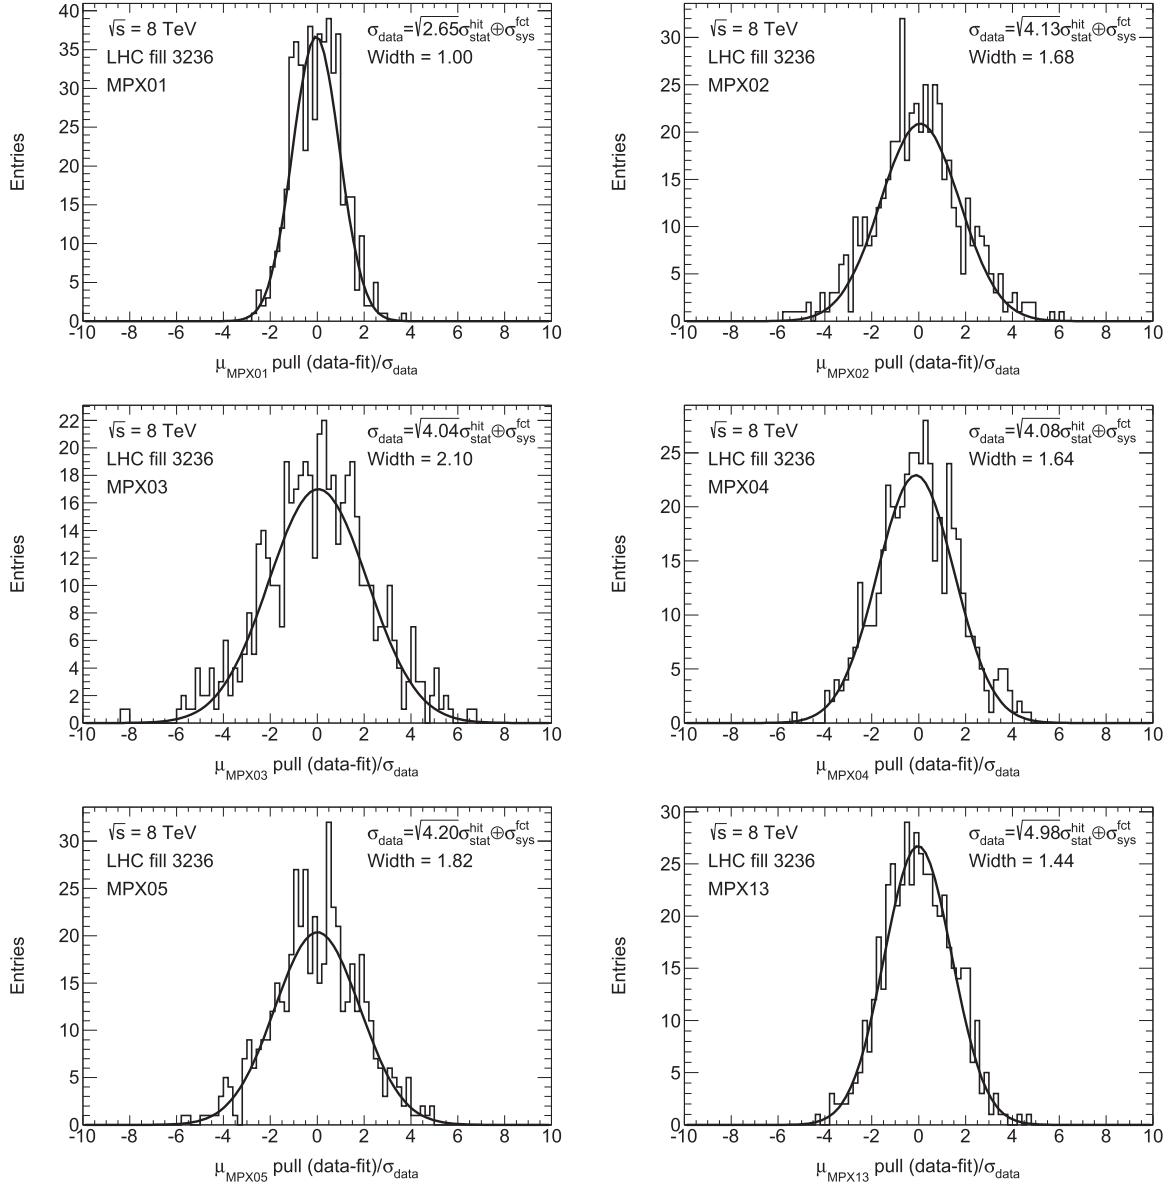 √s = 8 TeV
LHC fill 3236
MPX01
σdata=√2.65σstat^hit⊕σsys^fct
Width = 1.00
Entries
40
35
30
25
20
15
10
5
0
-10 -8 -6 -4 -2 0 2 4 6 8 10
μMPX01 pull (data-fit)/σdata
√s = 8 TeV
LHC fill 3236
MPX02
σdata=√4.13σstat^hit⊕σsys^fct
Width = 1.68
Entries
30
25
20
15
10
5
0
-10 -8 -6 -4 -2 0 2 4 6 8 10
μMPX02 pull (data-fit)/σdata
√s = 8 TeV
LHC fill 3236
MPX03
σdata=√4.04σstat^hit⊕σsys^fct
Width = 2.10
Entries
22
20
18
16
14
12
10
8
6
4
2
0
-10 -8 -6 -4 -2 0 2 4 6 8 10
μMPX03 pull (data-fit)/σdata
√s = 8 TeV
LHC fill 3236
MPX04
σdata=√4.08σstat^hit⊕σsys^fct
Width = 1.64
Entries
25
20
15
10
5
0
-10 -8 -6 -4 -2 0 2 4 6 8 10
μMPX04 pull (data-fit)/σdata
√s = 8 TeV
LHC fill 3236
MPX05
σdata=√4.20σstat^hit⊕σsys^fct
Width = 1.82
Entries
30
25
20
15
10
5
0
-10 -8 -6 -4 -2 0 2 4 6 8 10
μMPX05 pull (data-fit)/σdata
√s = 8 TeV
LHC fill 3236
MPX13
σdata=√4.98σstat^hit⊕σsys^fct
Width = 1.44
Entries
30
25
20
15
10
5
0
-10 -8 -6 -4 -2 0 2 4 6 8 10
μMPX13 pull (data-fit)/σdata